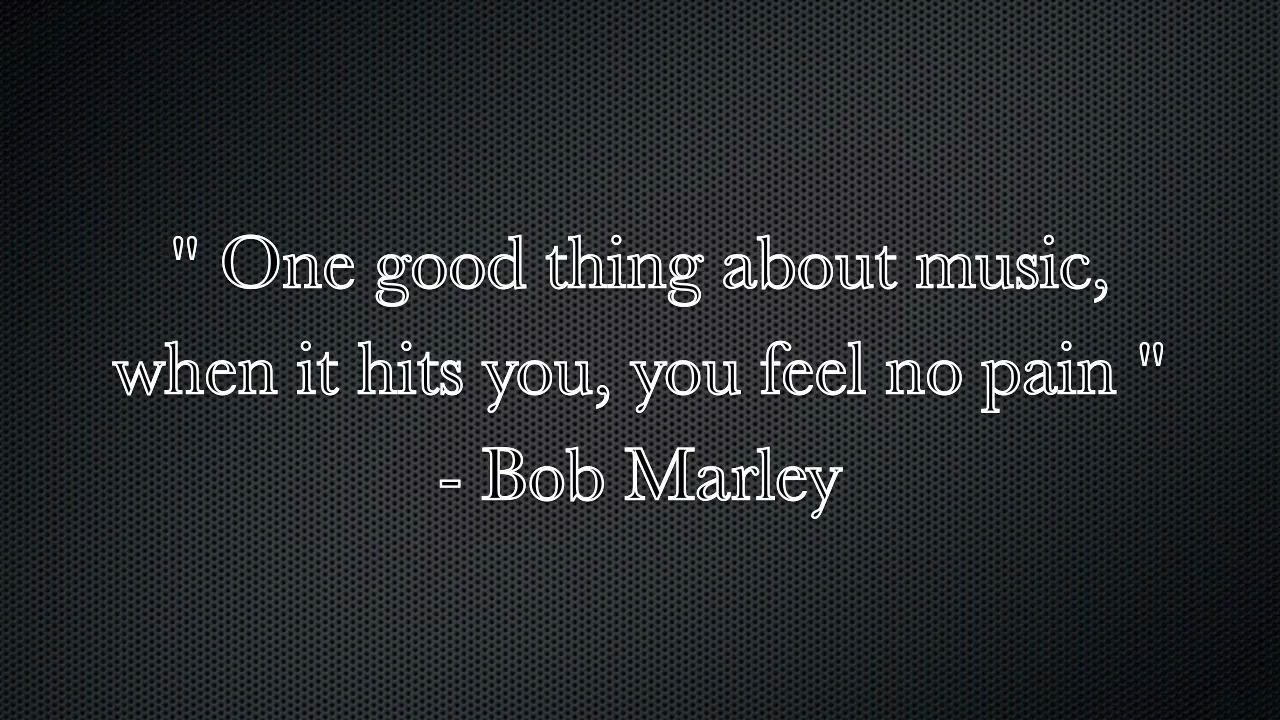 " One good thing about music,
when it hits you, you feel no pain "
- Bob Marley